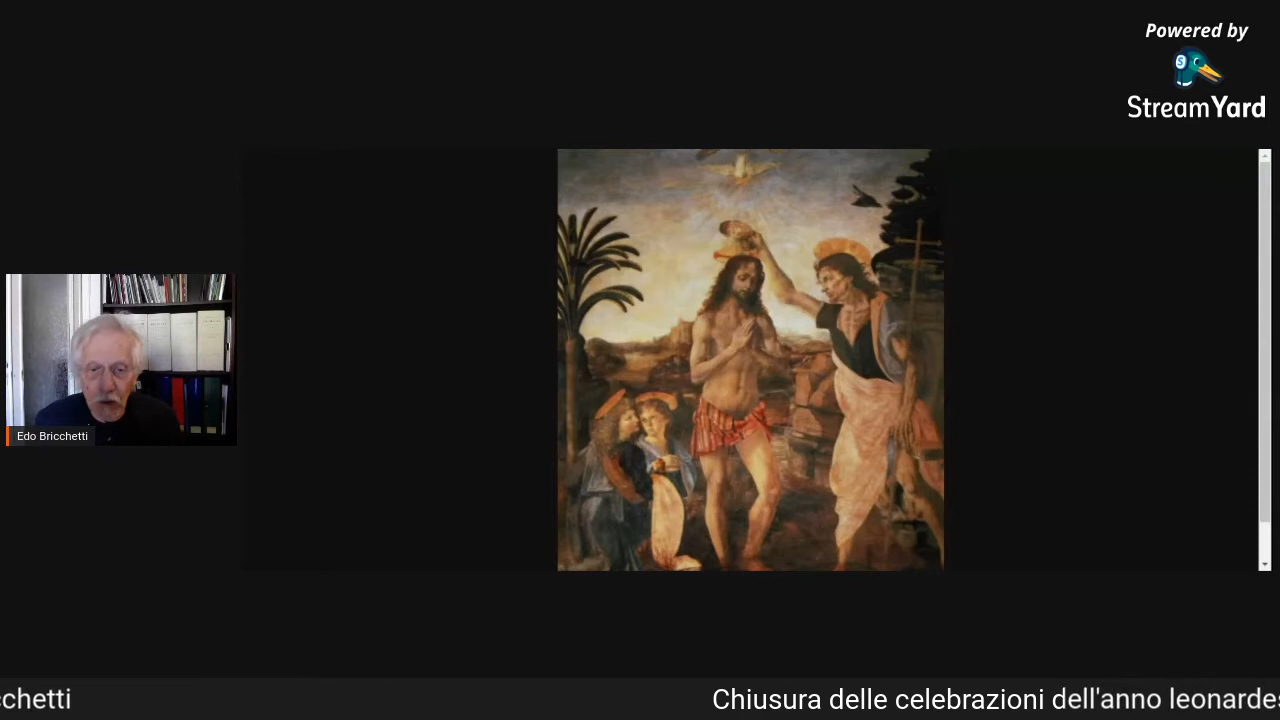 Powered by
StreamYard
Edo Bricchetti
cchetti
Chiusura delle celebrazioni dell'anno leonardes